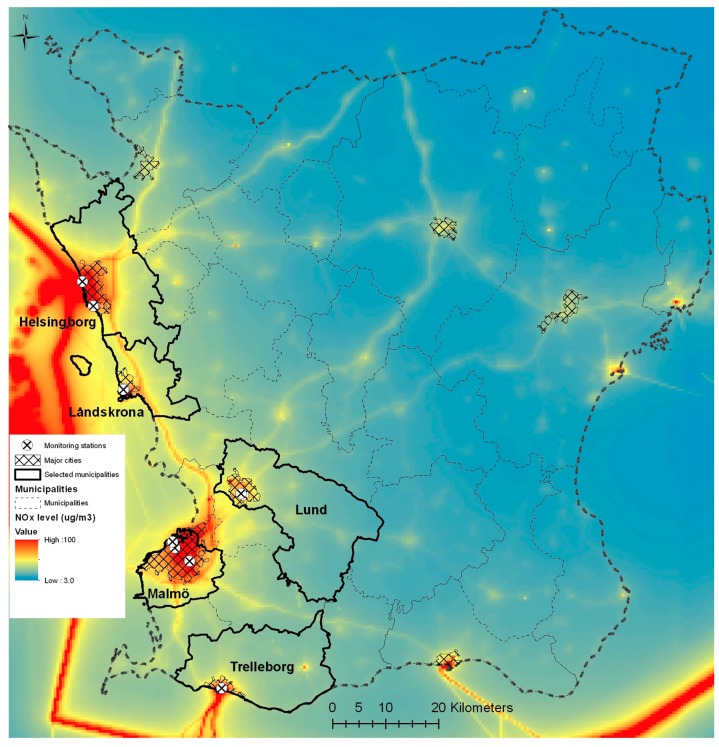 N
Helsingborg
Låndskrona
Monitoring stations
Major cities
Selected municipalities
Municipalities
Municipalities
NOx level (ug/m3)
Value
High :100
Low : 3.0
Lund
Malmö
Trelleborg
0 5 10 20 Kilometers